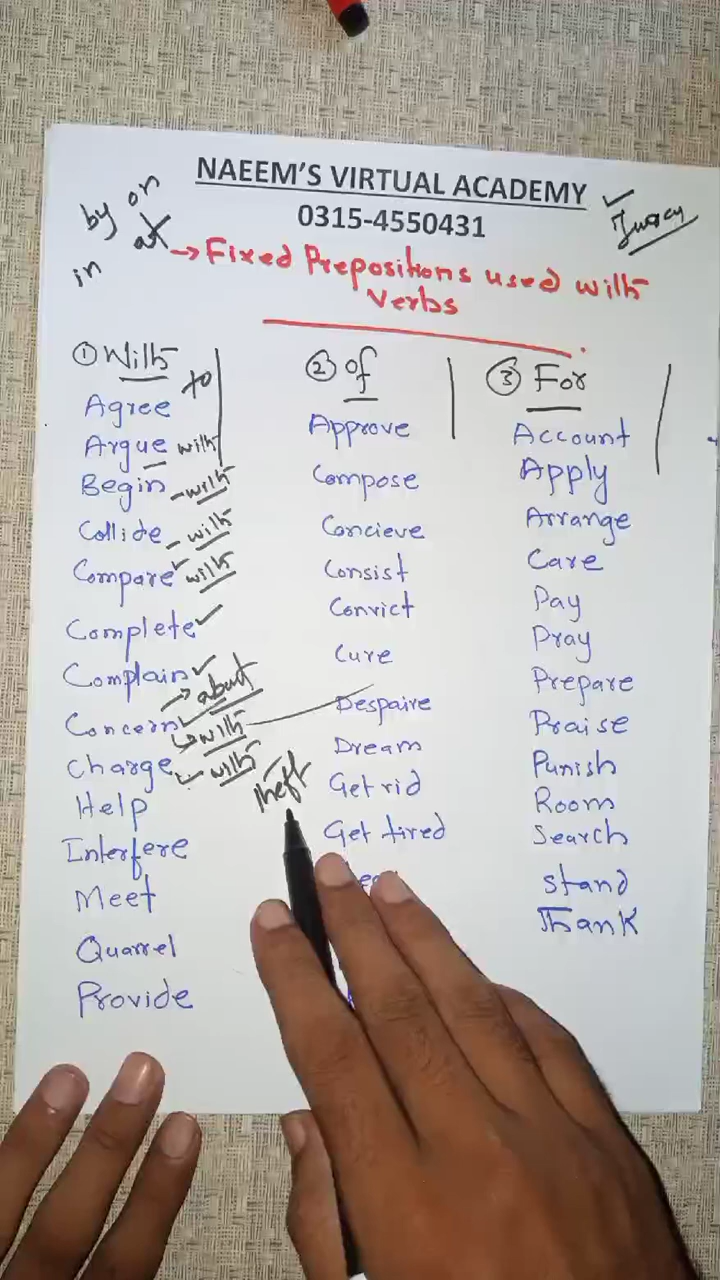 NAEEM'S VIRTUAL ACADEMY
0315-4550431
by on
in at
→ Fixed Prepositions used with
Verbs
① With
to
Agree
Argue with
Begin - with
Collide - with
Compare with
Complete
Complain
Concern → about
with
Charge with
theft
Help
Interfere
Meet
Quarrel
Provide
② Of
Approve
Compose
Concieve
Consist
Convict
Cure
Despaire
Dream
Get rid
Get tired
③ For
Account
Apply
Arrange
Care
Pay
Pray
Prepare
Praise
Punish
Room
Search
Stand
Thank